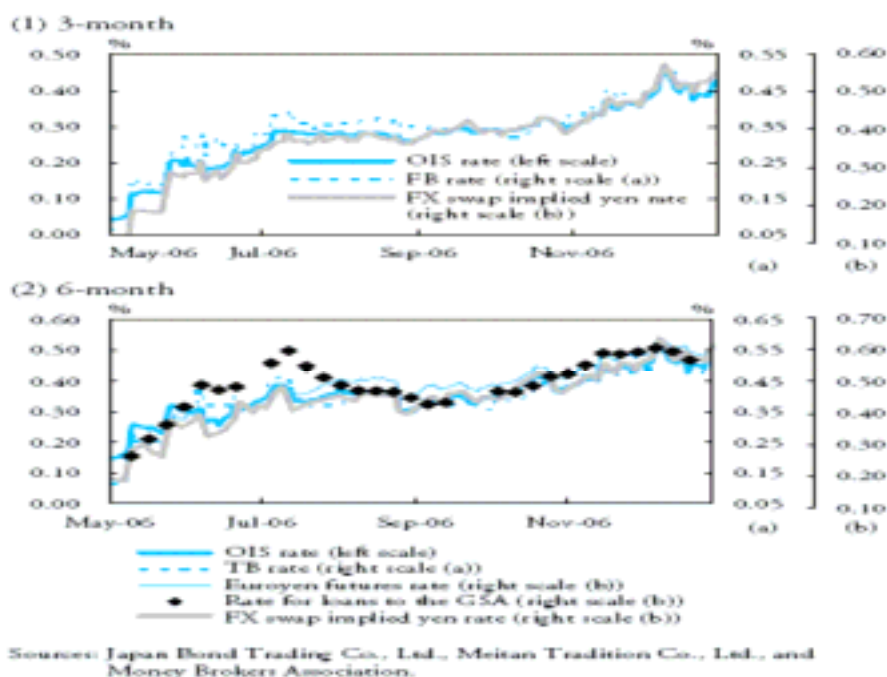 (1) 3-month
% %
0.50 0.55 0.60
0.40 0.45 0.50
0.30 0.35 0.40
0.20 0.25 0.30
0.10 0.15 0.20
0.00 0.05 0.10
OIS rate (left scale)
FB rate (right scale (a))
FX swap implied yen rate
(right scale (b))
May-06 Jul-06 Sep-06 Nov-06
(a) (b)
(2) 6-month
% %
0.60 0.65 0.70
0.50 0.55 0.60
0.40 0.45 0.50
0.30 0.35 0.40
0.20 0.25 0.30
0.10 0.15 0.20
0.00 0.05 0.10
May-06 Jul-06 Sep-06 Nov-06
(a) (b)
OIS rate (left scale)
TB rate (right scale (a))
Euroyen futures rate (right scale (b))
Rate for loans to the GSA (right scale (b))
FX swap implied yen rate (right scale (b))
Sources: Japan Bond Trading Co., Ltd., Meitan Tradition Co., Ltd., and
Money Brokers Association.